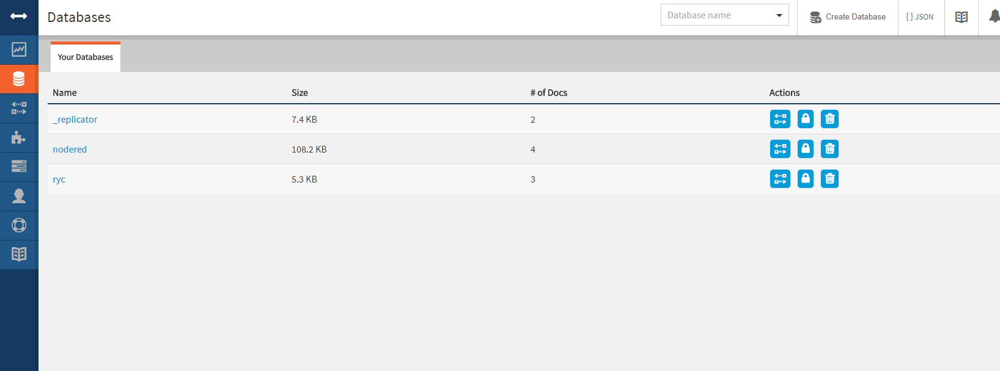 Databases
Database name
Create Database
{ } JSON
Your Databases
Name Size # of Docs Actions
_replicator 7.4 KB 2
nodered 108.2 KB 4
ryc 5.3 KB 3